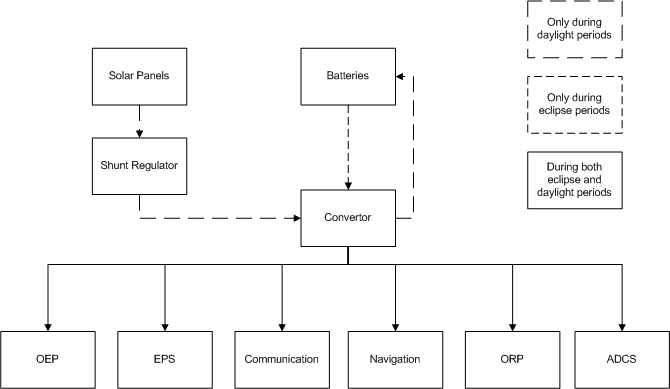 Only during
daylight periods
Solar Panels
Batteries
Only during
eclipse periods
Shunt Regulator
During both
eclipse and
daylight periods
Convertor
OEP
EPS
Communication
Navigation
ORP
ADCS